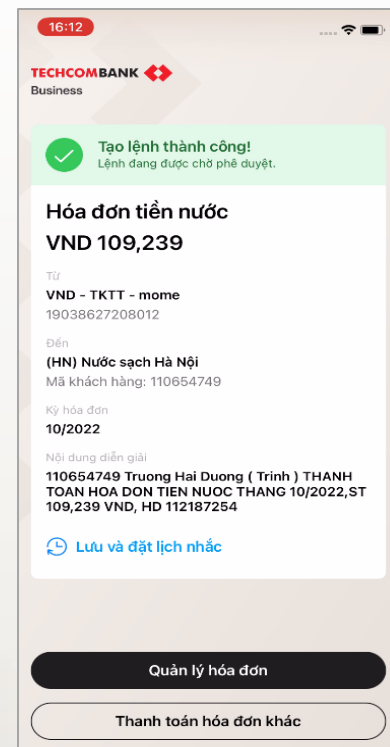 16:12
TECHCOMBANK
Business
Tạo lệnh thành công!
Lệnh đang được chờ phê duyệt.
Hóa đơn tiền nước
VND 109,239
Từ
VND - TKTT - mome
19038627208012
Đến
(HN) Nước sạch Hà Nội
Mã khách hàng: 110654749
Kỳ hóa đơn
10/2022
Nội dung diễn giải
110654749 Truong Hai Duong ( Trinh ) THANH
TOAN HOA DON TIEN NUOC THANG 10/2022,ST
109,239 VND, HD 112187254
Lưu và đặt lịch nhắc
Quản lý hóa đơn
Thanh toán hóa đơn khác